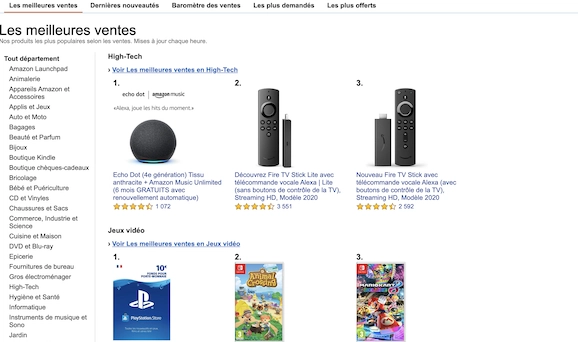 Les meilleures ventes Dernières nouveautés Baromètre des ventes Les plus demandés Les plus offerts
Les meilleures ventes
Nos produits les plus populaires selon les ventes. Mises à jour chaque heure.
Tout département
Amazon Launchpad
Animalerie
Appareils Amazon et
Accessoires
Applis et Jeux
Auto et Moto
Bagages
Beauté et Parfum
Bijoux
Boutique Kindle
Boutique chèques-cadeaux
Bricolage
Bébé et Puériculture
CD et Vinyles
Chaussures et Sacs
Commerce, Industrie et
Science
Cuisine et Maison
DVD et Blu-ray
Epicerie
Fournitures de bureau
Gros électroménager
High-Tech
Hygiène et Santé
Informatique
Instruments de musique et
Sono
Jardin
High-Tech
› Voir Les meilleures ventes en High-Tech
1.
echo dot | amazon music
«Alexa, joue les hits du moment.»
Echo Dot (4e génération) Tissu
anthracite + Amazon Music Unlimited
(6 mois GRATUITS avec
renouvellement automatique)
1 072
2.
Découvrez Fire TV Stick Lite avec
télécommande vocale Alexa | Lite
(sans boutons de contrôle de la TV),
Streaming HD, Modèle 2020
3 551
3.
Nouveau Fire TV Stick avec
télécommande vocale Alexa (avec
boutons de contrôle de la TV),
Streaming HD, Modèle 2020
2 592
Jeux vidéo
› Voir Les meilleures ventes en Jeux vidéo
1.
10€
PlayStation Store
2.
Animal Crossing
3.
MARIOKART 8